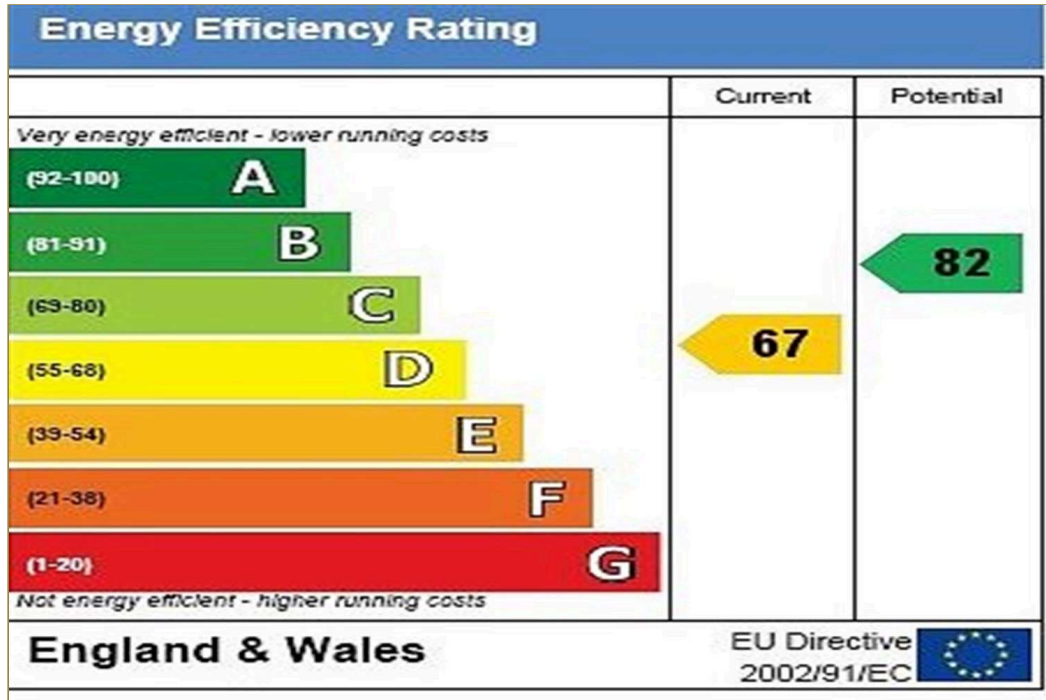 Energy Efficiency Rating
Current Potential
Very energy efficient - lower running costs
(92-100) A
(81-91) B
82
(69-80) C
67
(55-68) D
(39-54) E
(21-38) F
(1-20) G
Not energy efficient - higher running costs
England & Wales
EU Directive
2002/91/EC